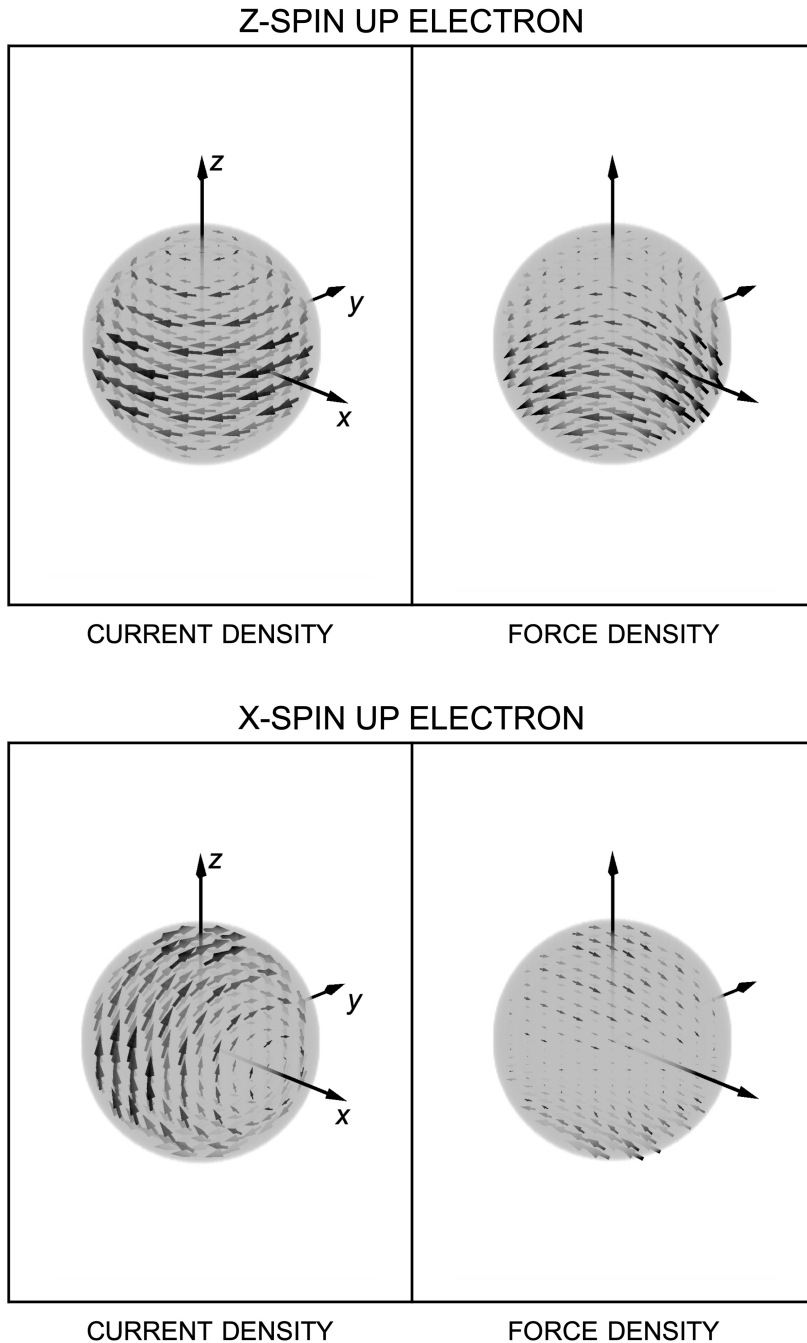 Z-SPIN UP ELECTRON
z
y
x
CURRENT DENSITY FORCE DENSITY
X-SPIN UP ELECTRON
z
y
x
CURRENT DENSITY FORCE DENSITY